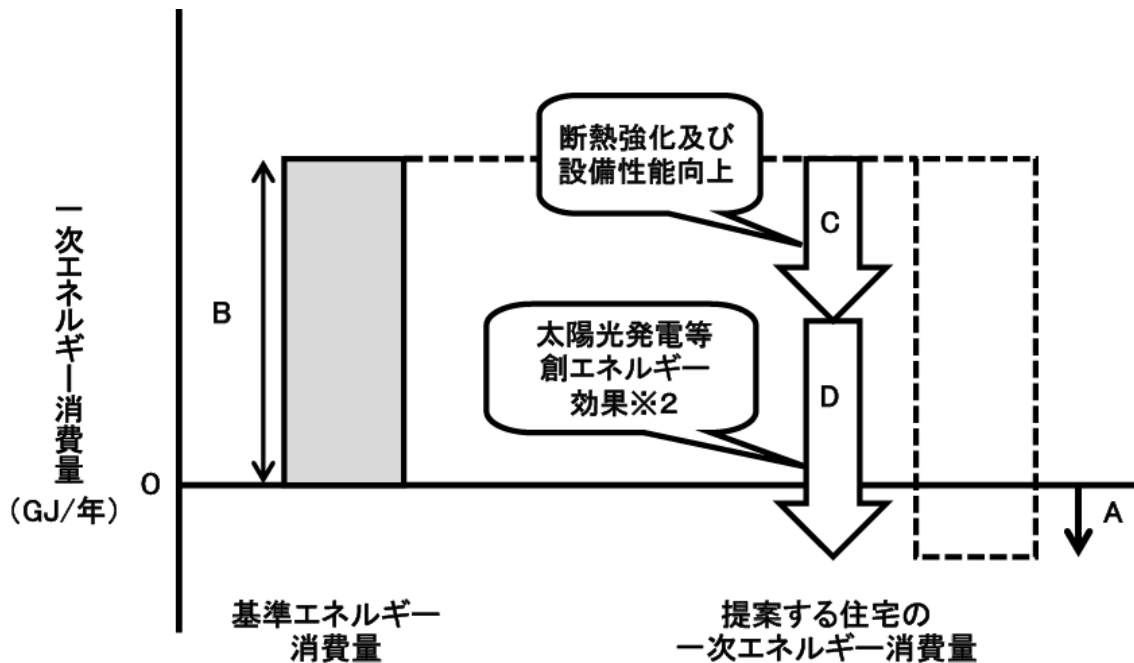 断熱強化及び
設備性能向上
C
一次エネルギー消費量
(GJ/年)
B
太陽光発電等
創エネルギー
効果※2
D
0
A
基準エネルギー
消費量
提案する住宅の
一次エネルギー消費量